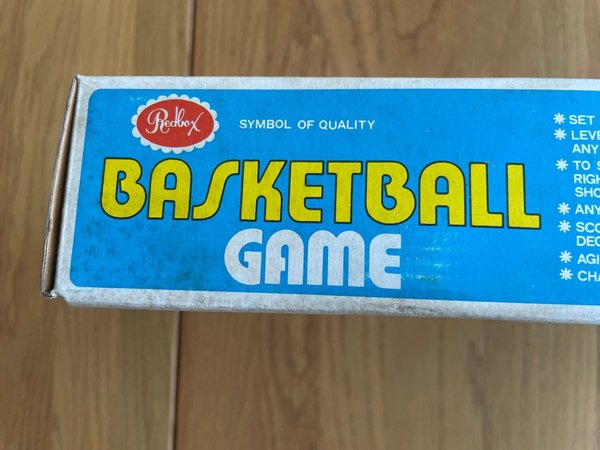 Redbox
SYMBOL OF QUALITY
BASKETBALL
GAME
* SET
* LEVE
ANY
* TO S
RIGH
SHO
* ANY
* SCO
DEC
* AGI
* CHA